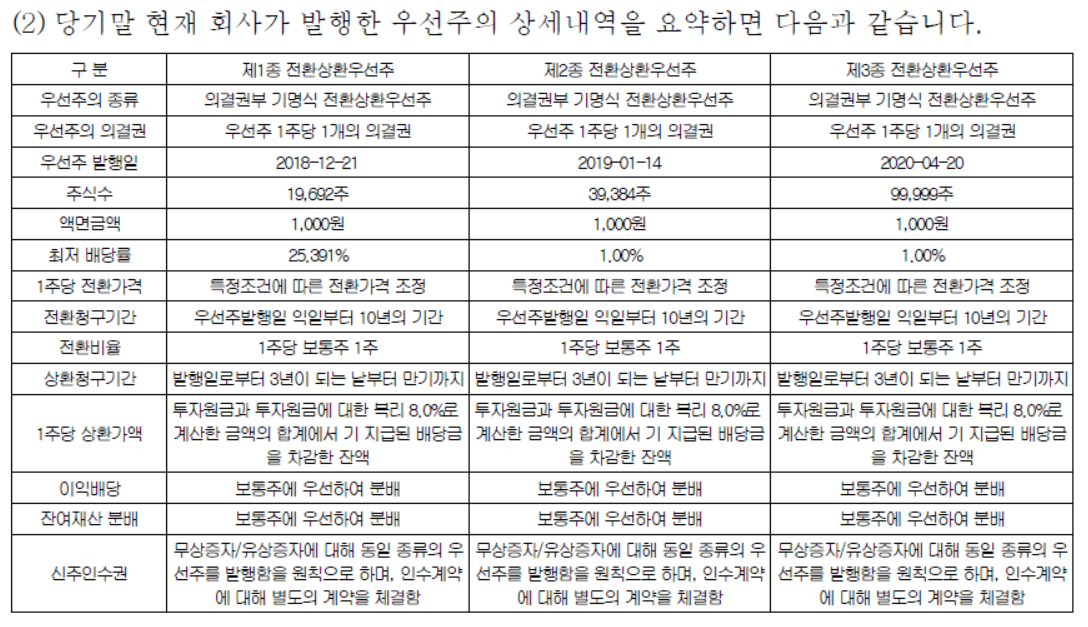 (2) 당기말 현재 회사가 발행한 우선주의 상세내역을 요약하면 다음과 같습니다.
구 분 제1종 전환상환우선주 제2종 전환상환우선주 제3종 전환상환우선주
우선주의 종류 의결권부 기명식 전환상환우선주 의결권부 기명식 전환상환우선주 의결권부 기명식 전환상환우선주
우선주의 의결권 우선주 1주당 1개의 의결권 우선주 1주당 1개의 의결권 우선주 1주당 1개의 의결권
우선주 발행일 2018-12-21 2019-01-14 2020-04-20
주식수 19,692주 39,384주 99,999주
액면금액 1,000원 1,000원 1,000원
최저 배당률 25,391% 1.00% 1.00%
1주당 전환가격 특정조건에 따른 전환가격 조정 특정조건에 따른 전환가격 조정 특정조건에 따른 전환가격 조정
전환청구기간 우선주발행일 익일부터 10년의 기간 우선주발행일 익일부터 10년의 기간 우선주발행일 익일부터 10년의 기간
전환비율 1주당 보통주 1주 1주당 보통주 1주 1주당 보통주 1주
상환청구기간 발행일로부터 3년이 되는 날부터 만기까지 발행일로부터 3년이 되는 날부터 만기까지 발행일로부터 3년이 되는 날부터 만기까지
투자원금과 투자원금에 대한 복리 8.0%로 투자원금과 투자원금에 대한 복리 8.0%로 투자원금과 투자원금에 대한 복리 8.0%로
1주당 상환가액 계산한 금액의 합계에서 기 지급된 배당금 계산한 금액의 합계에서 기 지급된 배당금 계산한 금액의 합계에서 기 지급된 배당금
을 차감한 잔액 을 차감한 잔액 을 차감한 잔액
이익배당 보통주에 우선하여 분배 보통주에 우선하여 분배 보통주에 우선하여 분배
잔여재산 분배 보통주에 우선하여 분배 보통주에 우선하여 분배 보통주에 우선하여 분배
무상증자/유상증자에 대해 동일 종류의 우 무상증자/유상증자에 대해 동일 종류의 우 무상증자/유상증자에 대해 동일 종류의 우
신주인수권 선주를 발행함을 원칙으로 하며, 인수계약 선주를 발행함을 원칙으로 하며, 인수계약 선주를 발행함을 원칙으로 하며, 인수계약
에 대해 별도의 계약을 체결함 에 대해 별도의 계약을 체결함 에 대해 별도의 계약을 체결함